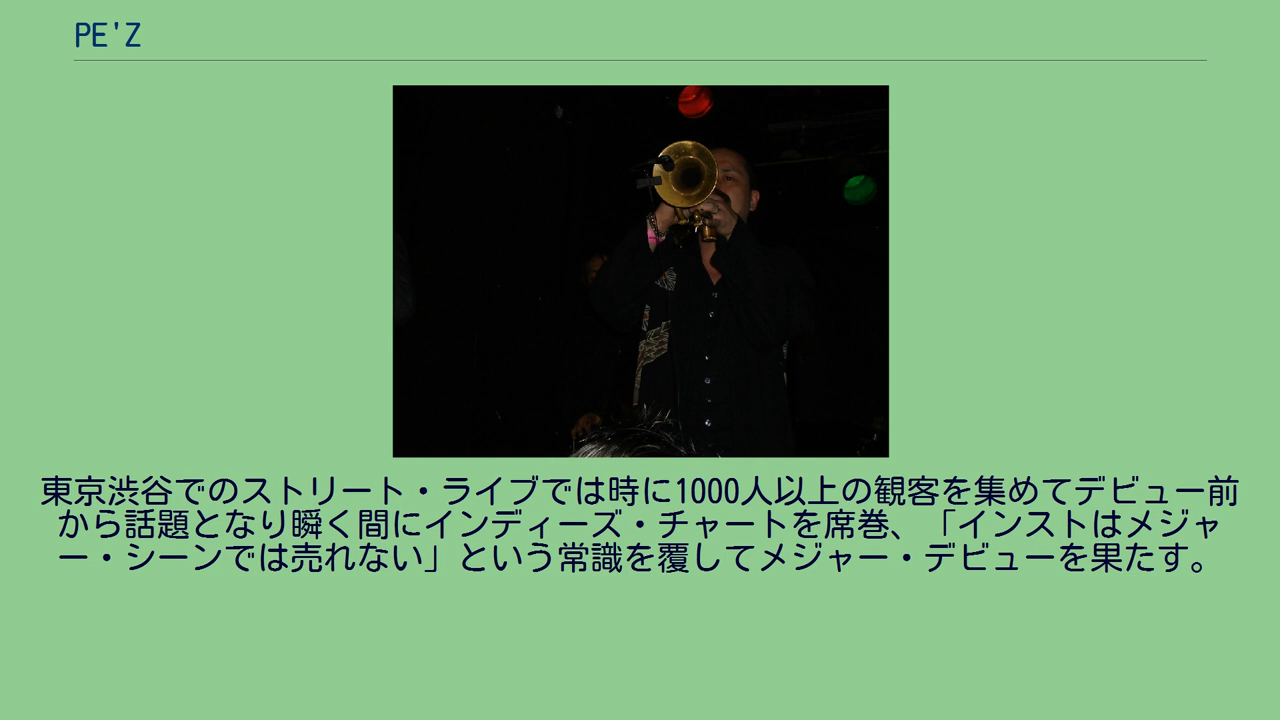 PE'Z
東京渋谷でのストリート・ライブでは時に1000人以上の観客を集めてデビュー前
から話題となり瞬く間にインディーズ・チャートを席巻、「インストはメジャ
ー・シーンでは売れない」という常識を覆してメジャー・デビューを果たす。